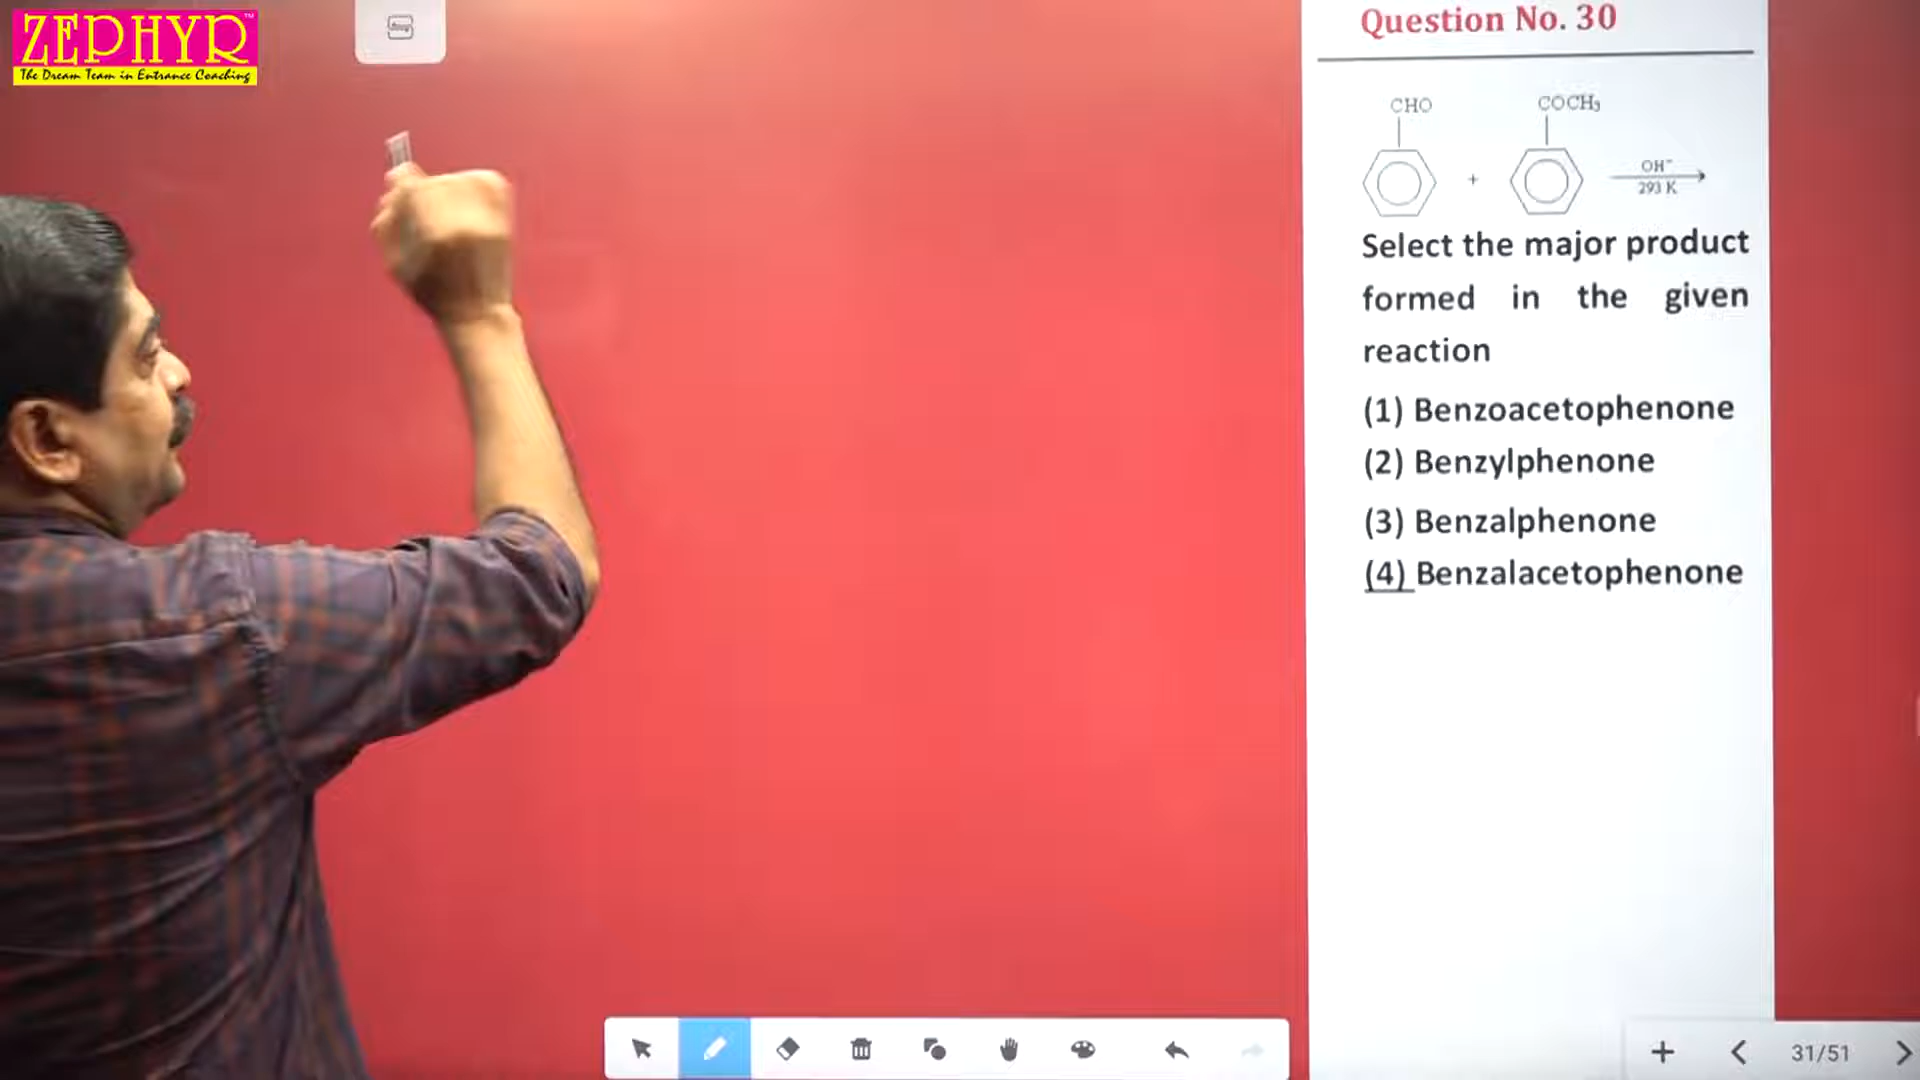 ZEPHYR™
The Dream Team in Entrance Coaching
Question No. 30
CHO
COCH₃
+
OH⁻
293 K
Select the major product
formed in the given
reaction
(1) Benzoacetophenone
(2) Benzylphenone
(3) Benzalphenone
(4) Benzalacetophenone
31/51